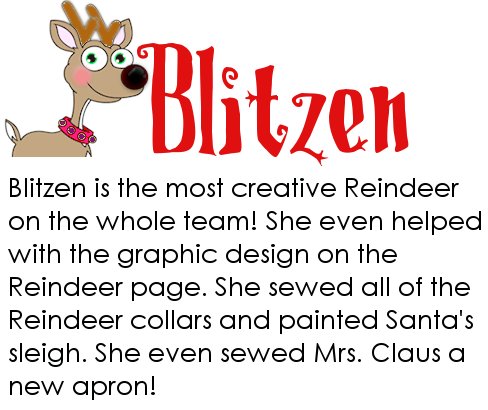 Blitzen
Blitzen is the most creative Reindeer
on the whole team! She even helped
with the graphic design on the
Reindeer page. She sewed all of the
Reindeer collars and painted Santa's
sleigh. She even sewed Mrs. Claus a
new apron!